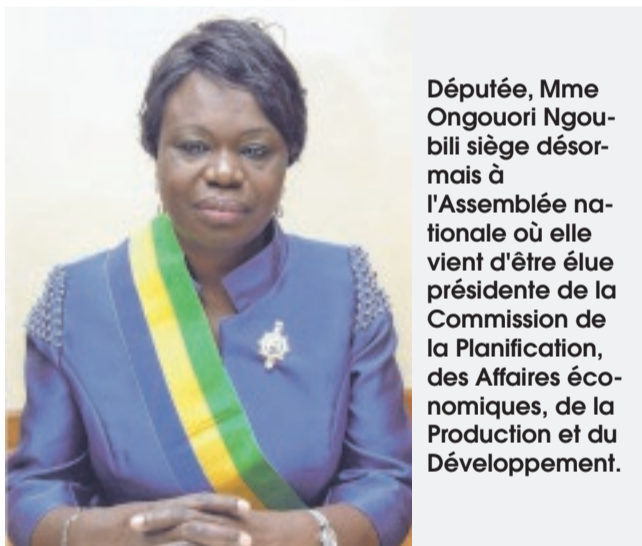 Députée, Mme
Ongouori Ngou-
bili siège désor-
mais à
l'Assemblée na-
tionale où elle
vient d'être élue
présidente de la
Commission de
la Planification,
des Affaires éco-
nomiques, de la
Production et du
Développement.